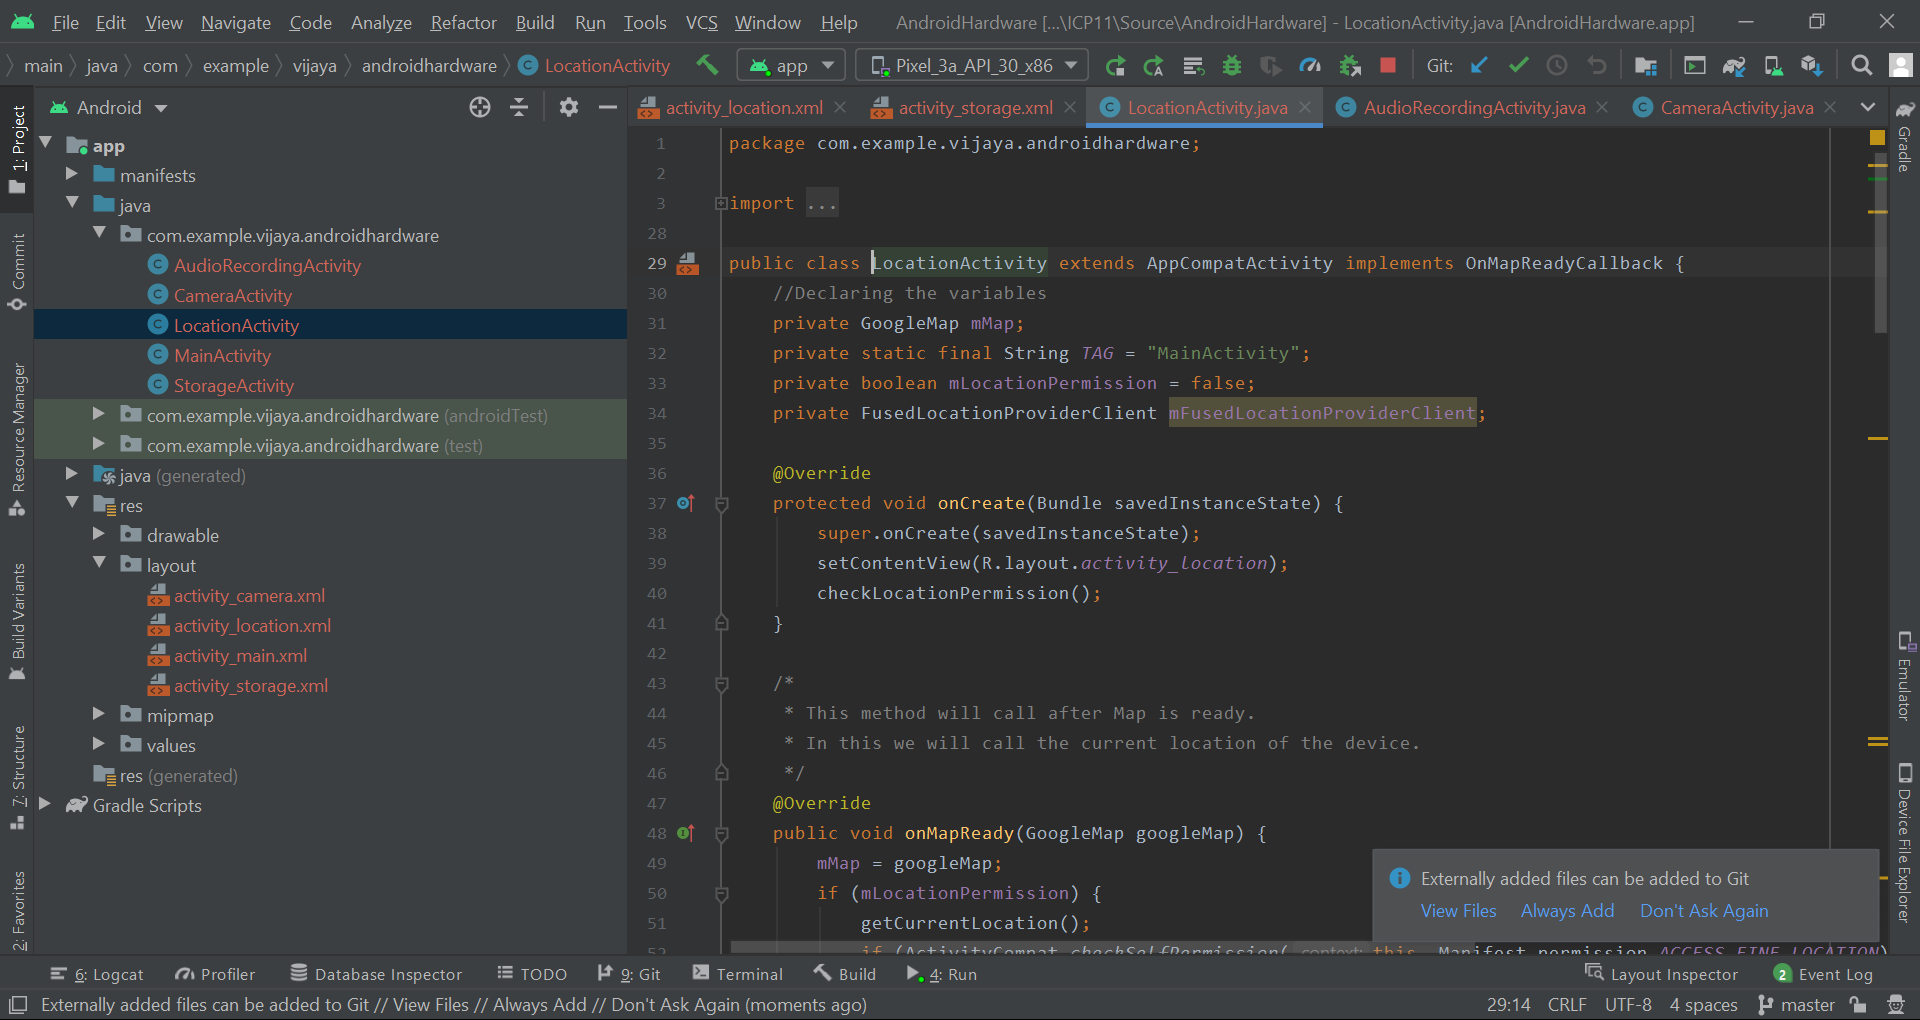 File Edit View Navigate Code Analyze Refactor Build Run Tools VCS Window Help AndroidHardware [...\ICP11\Source\AndroidHardware] - LocationActivity.java [AndroidHardware.app]
main java com example vijaya androidhardware LocationActivity app Pixel_3a_API_30_x86 Git:
Android
activity_location.xml activity_storage.xml LocationActivity.java AudioRecordingActivity.java CameraActivity.java
1: Project
Commit
Resource Manager
Build Variants
7: Structure
2: Favorites
app
manifests
java
com.example.vijaya.androidhardware
AudioRecordingActivity
CameraActivity
LocationActivity
MainActivity
StorageActivity
com.example.vijaya.androidhardware (androidTest)
com.example.vijaya.androidhardware (test)
java (generated)
res
drawable
layout
activity_camera.xml
activity_location.xml
activity_main.xml
activity_storage.xml
mipmap
values
res (generated)
Gradle Scripts
1 package com.example.vijaya.androidhardware;
2
3 import ...
28
29 public class LocationActivity extends AppCompatActivity implements OnMapReadyCallback {
30 //Declaring the variables
31 private GoogleMap mMap;
32 private static final String TAG = "MainActivity";
33 private boolean mLocationPermission = false;
34 private FusedLocationProviderClient mFusedLocationProviderClient;
35
36 @Override
37 protected void onCreate(Bundle savedInstanceState) {
38 super.onCreate(savedInstanceState);
39 setContentView(R.layout.activity_location);
40 checkLocationPermission();
41 }
42
43 /*
44 * This method will call after Map is ready.
45 * In this we will call the current location of the device.
46 */
47 @Override
48 public void onMapReady(GoogleMap googleMap) {
49 mMap = googleMap;
50 if (mLocationPermission) {
51 getCurrentLocation();
52 if (ActivityCompat.checkSelfPermission( context: this, Manifest.permission.ACCESS_FINE_LOCATION)
Gradle
Emulator
Device File Explorer
Externally added files can be added to Git
View Files Always Add Don't Ask Again
6: Logcat Profiler Database Inspector TODO 9: Git Terminal Build 4: Run Layout Inspector 2 Event Log
Externally added files can be added to Git // View Files // Always Add // Don't Ask Again (moments ago) 29:14 CRLF UTF-8 4 spaces master